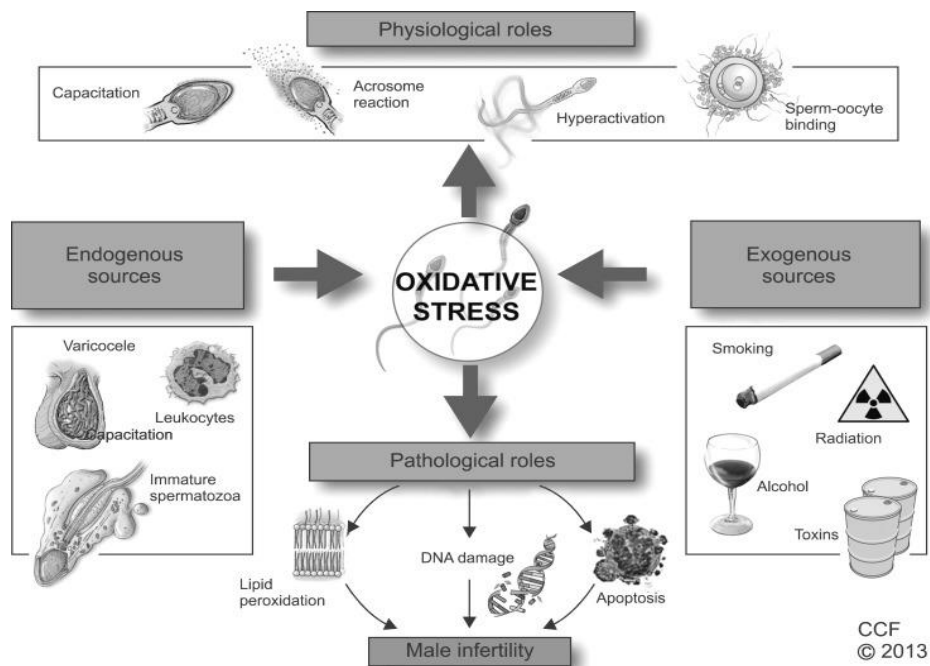 Physiological roles
Capacitation
Acrosome
reaction
Hyperactivation
Sperm-oocyte
binding
Endogenous
sources
OXIDATIVE
STRESS
Exogenous
sources
Varicocele
Leukocytes
Capacitation
Immature
spermatozoa
Smoking
Radiation
Alcohol
Toxins
Pathological roles
Lipid
peroxidation
DNA damage
Apoptosis
Male infertility
CCF
© 2013